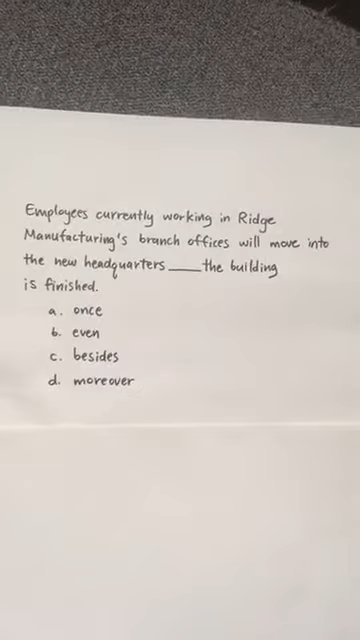 Employees currently working in Ridge
Manufacturing's branch offices will move into
the new headquarters ____ the building
is finished.
a. once
b. even
c. besides
d. moreover